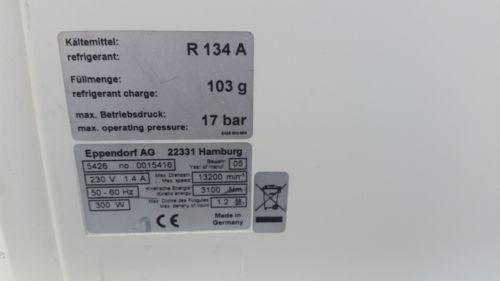 Kältemittel:
refrigerant: R 134 A
Füllmenge:
refrigerant charge: 103 g
max. Betriebsdruck:
max. operating pressure: 17 bar
Eppendorf AG 22331 Hamburg
5426 no. 0015416 Baujahr 05
Year of manuf.
230 V 1.4 A Max. Drehzahl 13200 min-1
Max. speed
50 - 60 Hz Kinetische Energie 3100 Nm
Kinetic energy
300 W Max. Dichte des Füllgutes 1.2
Max. density of liquid
CE Made in
Germany